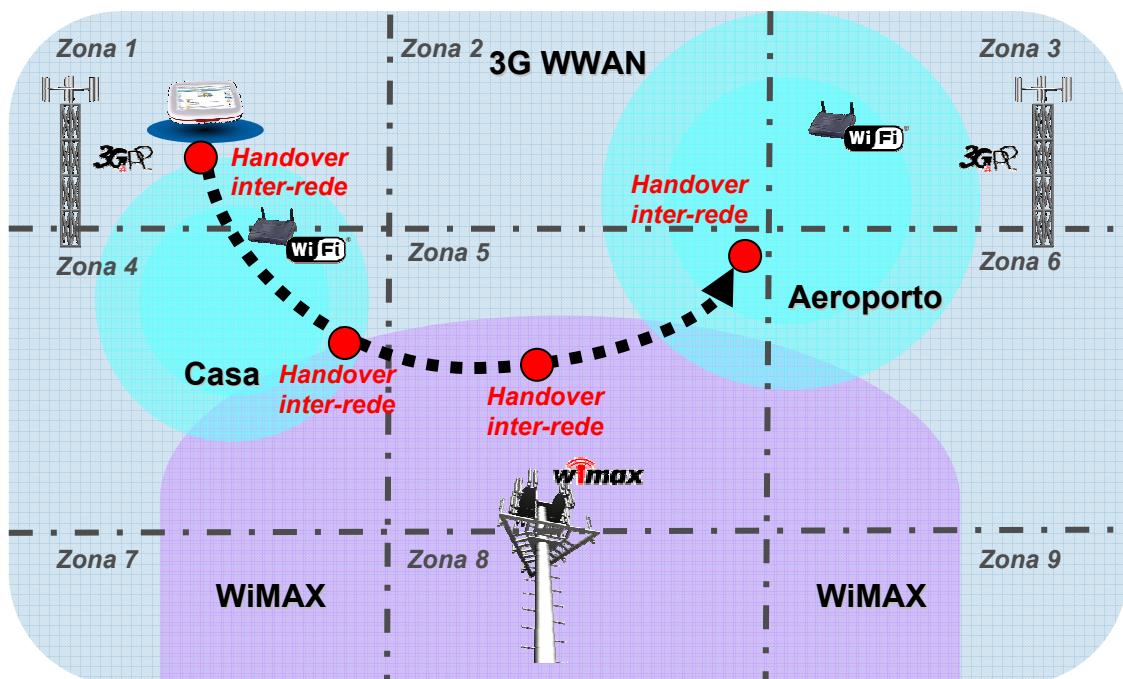 Zona 1
Zona 2
3G WWAN
Zona 3
WiFi
3G
3G
Handover
inter-rede
Handover
inter-rede
WiFi
Zona 4
Zona 5
Zona 6
Aeroporto
Casa
Handover
inter-rede
Handover
inter-rede
wimax
Zona 7
Zona 8
Zona 9
WiMAX
WiMAX